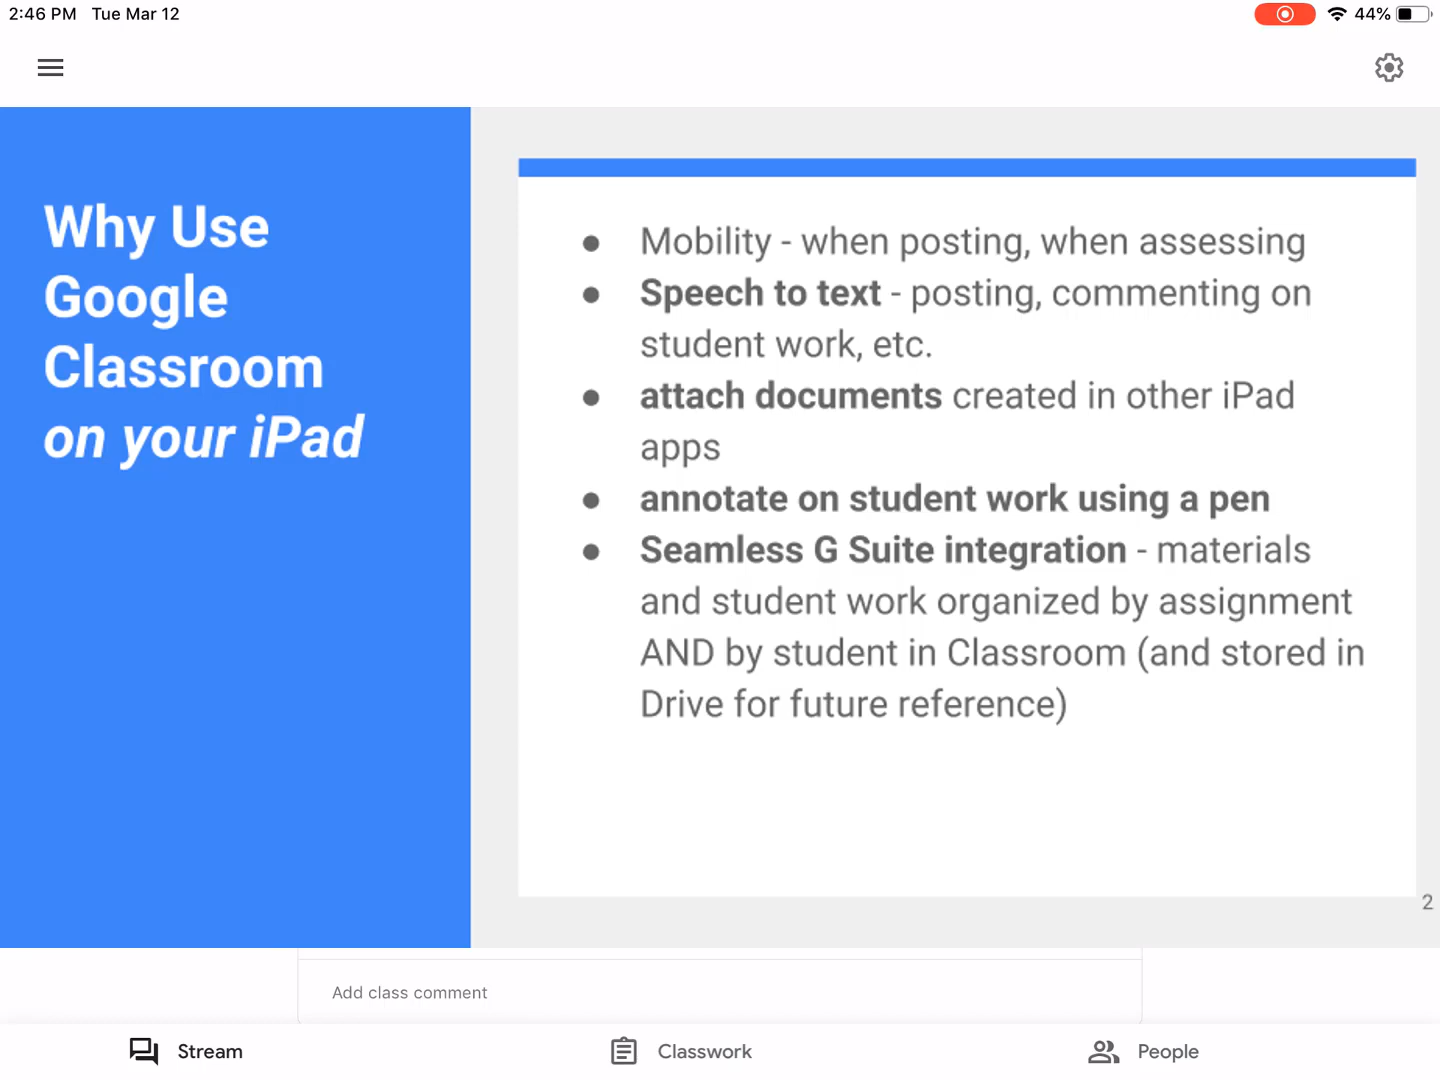 2:46 PM Tue Mar 12
44%
Why Use
Google
Classroom
on your iPad
● Mobility - when posting, when assessing
● Speech to text - posting, commenting on
student work, etc.
● attach documents created in other iPad
apps
● annotate on student work using a pen
● Seamless G Suite integration - materials
and student work organized by assignment
AND by student in Classroom (and stored in
Drive for future reference)
2
Add class comment
Stream
Classwork
People